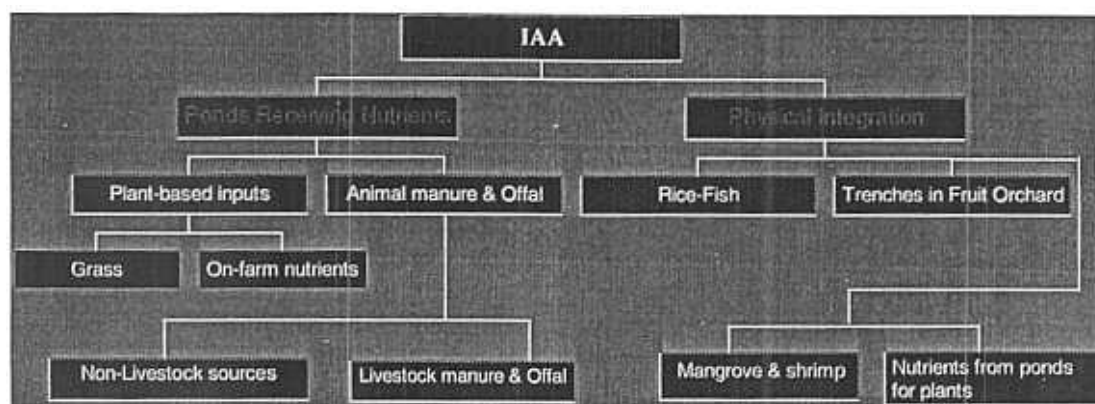 IAA
Ponds Receiving Nutrients
Physical Integration
Plant-based inputs
Animal manure & Offal
Rice-Fish
Trenches in Fruit Orchard
Grass
On-farm nutrients
Non-Livestock sources
Livestock manure & Offal
Mangrove & shrimp
Nutrients from ponds
for plants